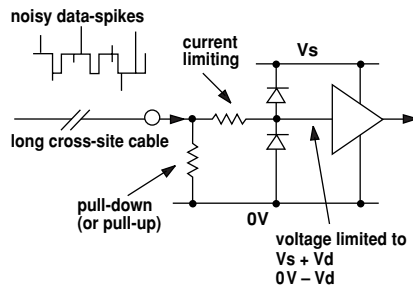 noisy data-spikes
current
limiting
Vs
long cross-site cable
pull-down
(or pull-up)
0V
voltage limited to
Vs + Vd
0V – Vd